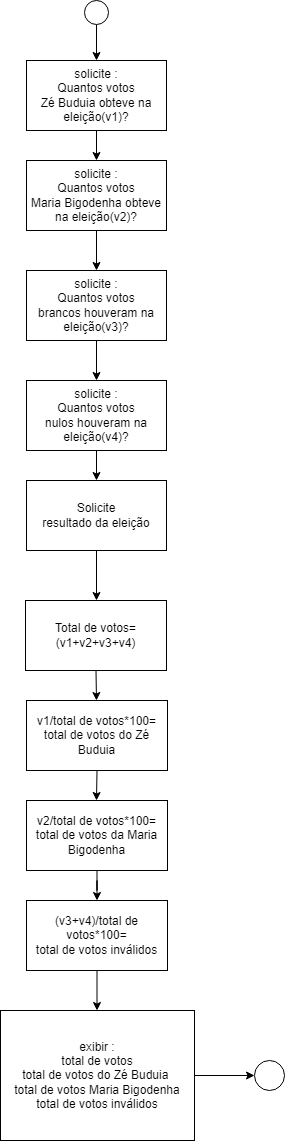 solicite :
Quantos votos
Zé Buduia obteve na
eleição(v1)?
solicite :
Quantos votos
Maria Bigodenha obteve
na eleição(v2)?
solicite :
Quantos votos
brancos houveram na
eleição(v3)?
solicite :
Quantos votos
nulos houveram na
eleição(v4)?
Solicite
resultado da eleição
Total de votos=
(v1+v2+v3+v4)
v1/total de votos*100=
total de votos do Zé
Buduia
v2/total de votos*100=
total de votos da Maria
Bigodenha
(v3+v4)/total de
votos*100=
total de votos inválidos
exibir :
total de votos
total de votos do Zé Buduia
total de votos Maria Bigodenha
total de votos inválidos